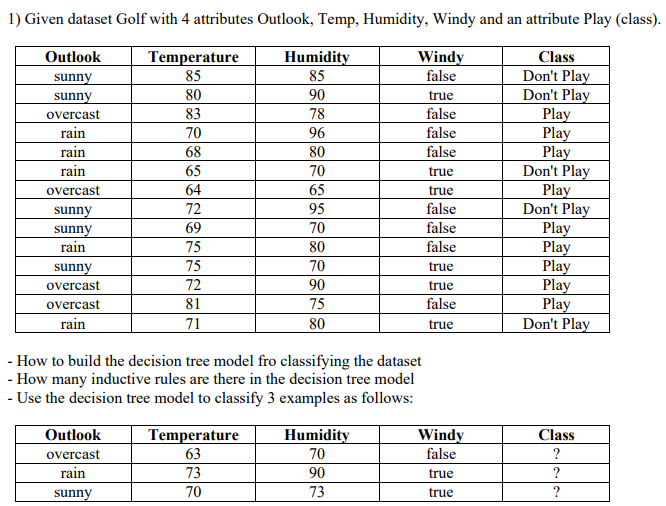 1) Given dataset Golf with 4 attributes Outlook, Temp, Humidity, Windy and an attribute Play (class).
Outlook Temperature Humidity Windy Class
sunny 85 85 false Don't Play
sunny 80 90 true Don't Play
overcast 83 78 false Play
rain 70 96 false Play
rain 68 80 false Play
rain 65 70 true Don't Play
overcast 64 65 true Play
sunny 72 95 false Don't Play
sunny 69 70 false Play
rain 75 80 false Play
sunny 75 70 true Play
overcast 72 90 true Play
overcast 81 75 false Play
rain 71 80 true Don't Play
- How to build the decision tree model fro classifying the dataset
- How many inductive rules are there in the decision tree model
- Use the decision tree model to classify 3 examples as follows:
Outlook Temperature Humidity Windy Class
overcast 63 70 false ?
rain 73 90 true ?
sunny 70 73 true ?